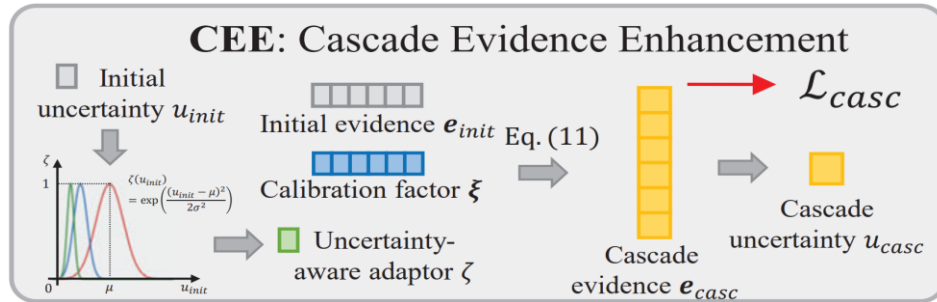 CEE: Cascade Evidence Enhancement
Initial
uncertainty u_init
ζ
1
ζ(u_init)
= exp((u_init − μ)²/2σ²)
0
μ
u_init
Initial evidence e_init
Calibration factor ξ
Uncertainty-
aware adaptor ζ
Eq. (11)
Cascade
evidence e_casc
ℒ_casc
Cascade
uncertainty u_casc